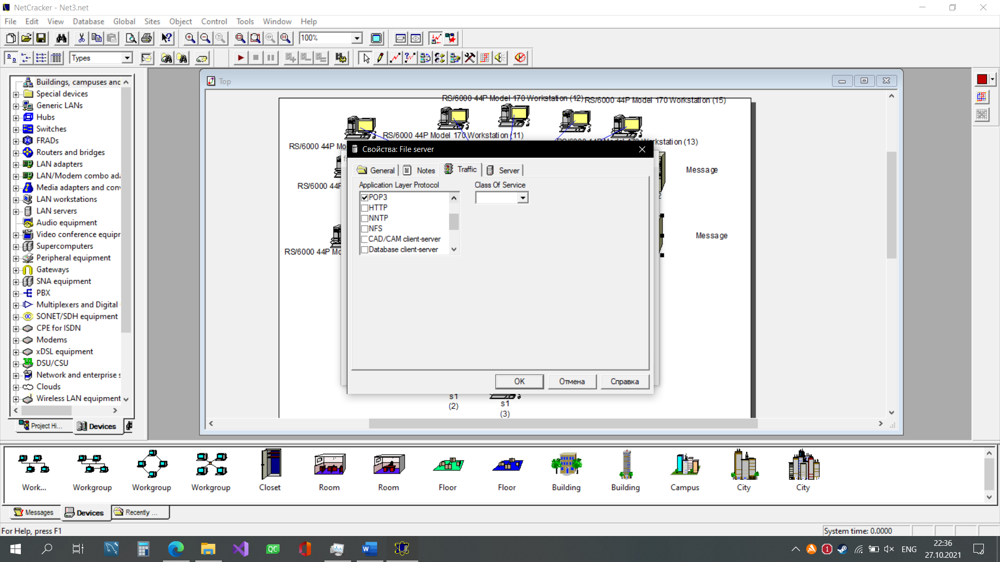 NetCracker - Net3.net
File Edit View Database Global Sites Object Control Tools Window Help
100%
Types
Buildings, campuses and
Special devices
Generic LANs
Hubs
Switches
FRADs
Routers and bridges
LAN adapters
LAN/Modem combo ada
Media adapters and conv
LAN workstations
LAN servers
Audio equipment
Video conference equipr
Supercomputers
Peripheral equipment
Gateways
SNA equipment
PBX
Multiplexers and Digital
SONET/SDH equipment
CPE for ISDN
Modems
xDSL equipment
DSU/CSU
Network and enterprise s
Clouds
Wireless LAN equipment
Project Hi... Devices
Top
RS/6000 44P Model 170 Workstation (12)
RS/6000 44P Model 170 Workstation (15)
RS/6000 44P Model 170 Workstation (11)
RS/6000 44P Mo
RS/6000 44P
RS/6000 44P Mo
Message
Message
s1
(2)
s1
(3)
Свойства: File server
General Notes Traffic Server
Application Layer Protocol
Class Of Service
POP3
HTTP
NNTP
NFS
CAD/CAM client-server
Database client-server
OK Отмена Справка
Work... Workgroup Workgroup Workgroup Closet Room Room Floor Floor Building Building Campus City City
Messages Devices Recently ...
For Help, press F1
System time: 0.0000
QC
1
ENG
22:36
27.10.2021